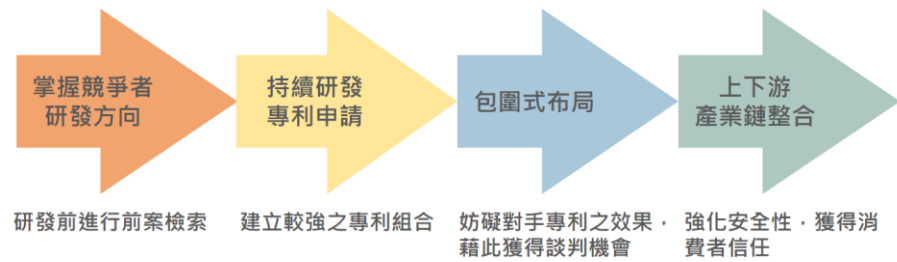 掌握競爭者
研發方向
持續研發
專利申請
包圍式布局
上下游
產業鏈整合
研發前進行前案檢索
建立較強之專利組合
妨礙對手專利之效果，
藉此獲得談判機會
強化安全性，獲得消
費者信任